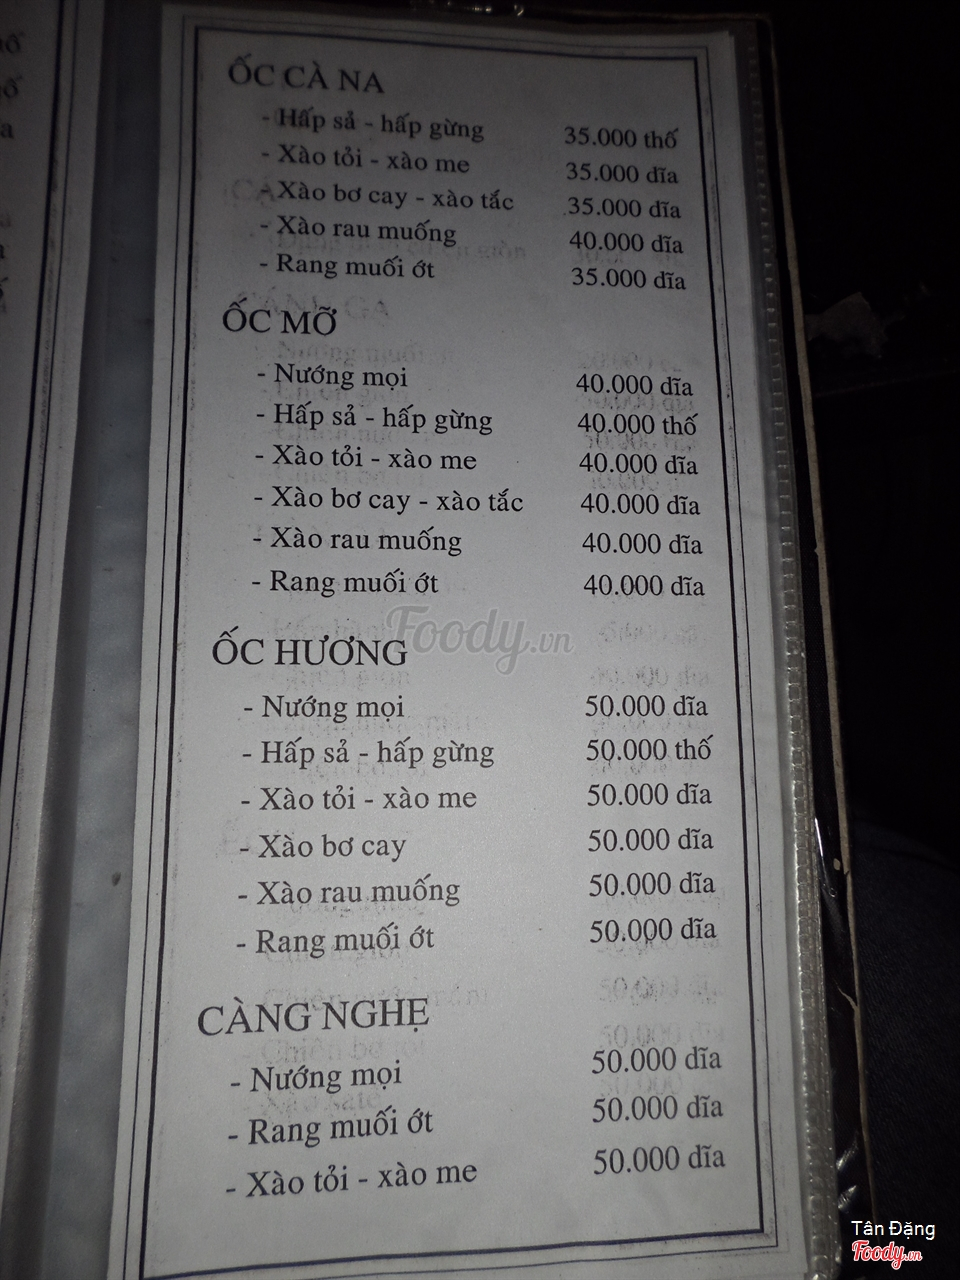 ỐC CÀ NA
- Hấp sả - hấp gừng 35.000 thố
- Xào tỏi - xào me 35.000 dĩa
- Xào bơ cay - xào tắc 35.000 dĩa
- Xào rau muống 40.000 dĩa
- Rang muối ớt 35.000 dĩa
ỐC MỠ
- Nướng mọi 40.000 dĩa
- Hấp sả - hấp gừng 40.000 thố
- Xào tỏi - xào me 40.000 dĩa
- Xào bơ cay - xào tắc 40.000 dĩa
- Xào rau muống 40.000 dĩa
- Rang muối ớt 40.000 dĩa
Foody.vn
ỐC HƯƠNG
- Nướng mọi 50.000 dĩa
- Hấp sả - hấp gừng 50.000 thố
- Xào tỏi - xào me 50.000 dĩa
- Xào bơ cay 50.000 dĩa
- Xào rau muống 50.000 dĩa
- Rang muối ớt 50.000 dĩa
CÀNG NGHẸ
- Nướng mọi 50.000 dĩa
- Rang muối ớt 50.000 dĩa
- Xào tỏi - xào me 50.000 dĩa
Tân Đặng
Foody.vn